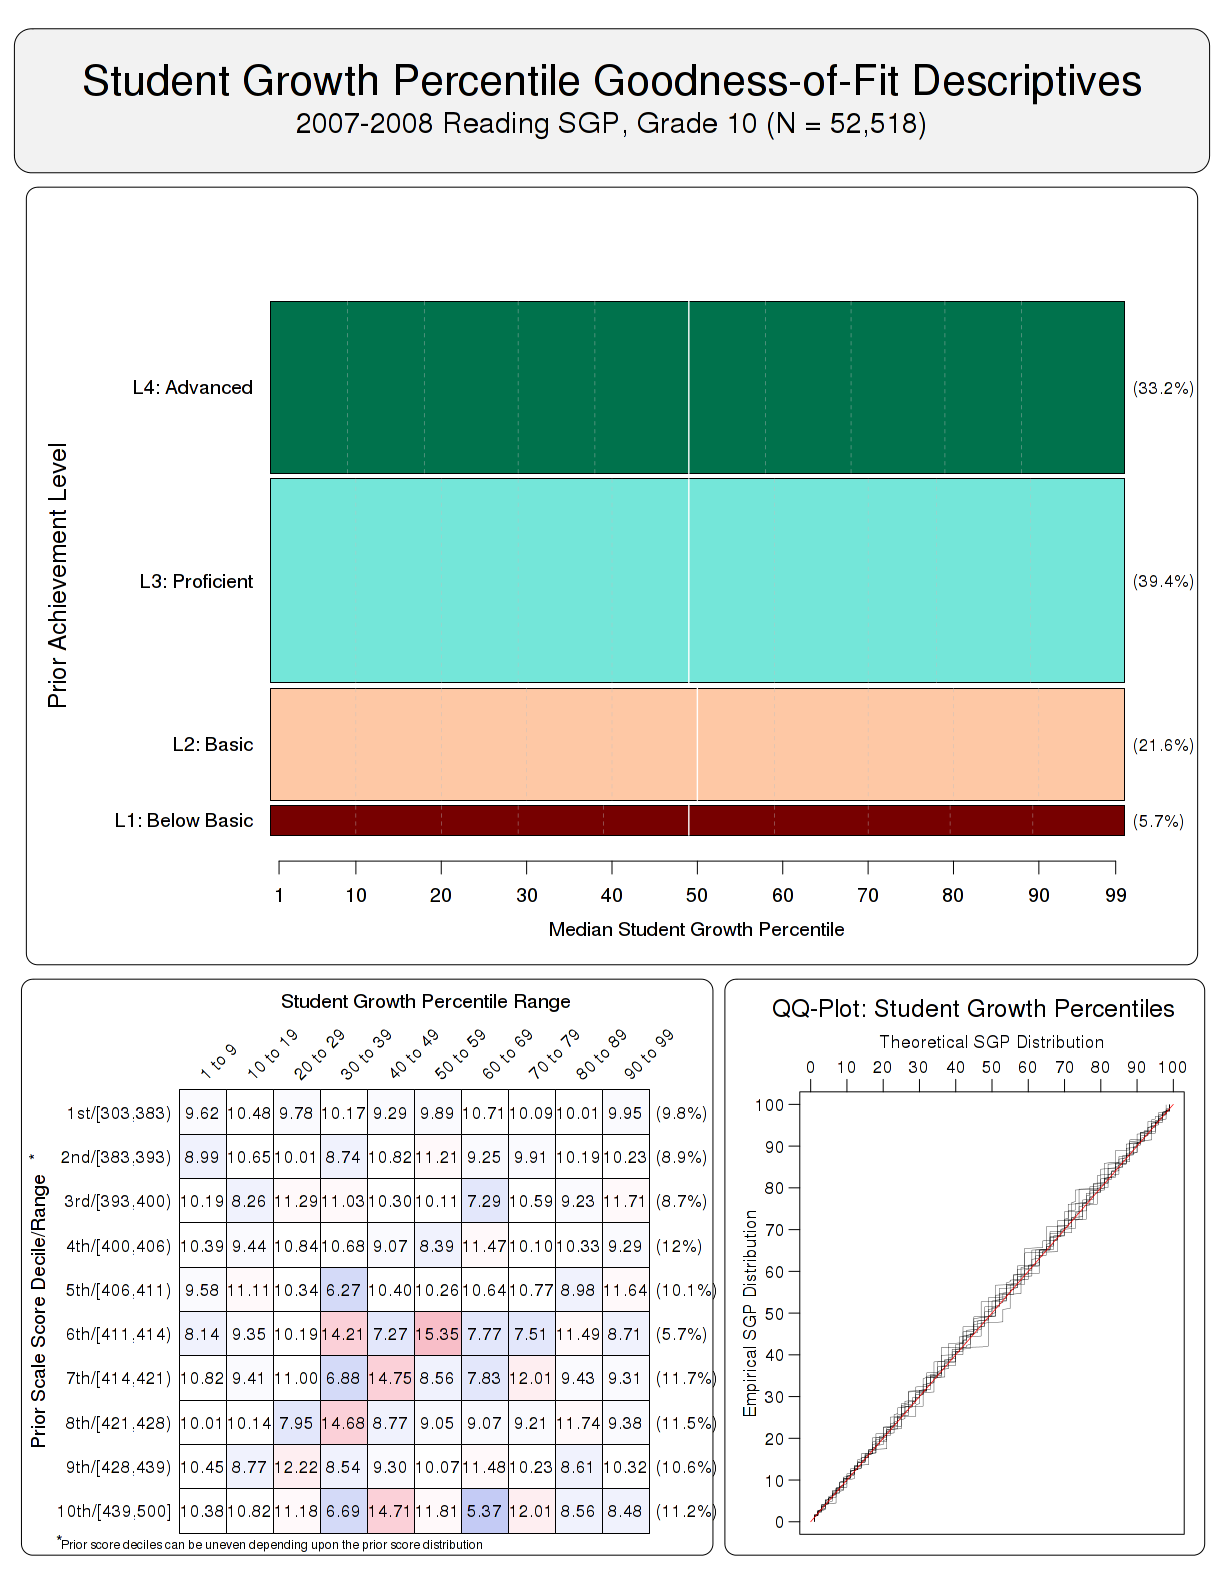 Student Growth Percentile Goodness-of-Fit Descriptives
2007-2008 Reading SGP, Grade 10 (N = 52,518)
Prior Achievement Level
L4: Advanced (33.2%)
L3: Proficient (39.4%)
L2: Basic (21.6%)
L1: Below Basic (5.7%)
1 10 20 30 40 50 60 70 80 90 99
Median Student Growth Percentile
Student Growth Percentile Range
1 to 9 10 to 19 20 to 29 30 to 39 40 to 49 50 to 59 60 to 69 70 to 79 80 to 89 90 to 99
Prior Scale Score Decile/Range *
1st/[303,383) 9.62 10.48 9.78 10.17 9.29 9.89 10.71 10.09 10.01 9.95 (9.8%)
2nd/[383,393) 8.99 10.65 10.01 8.74 10.82 11.21 9.25 9.91 10.19 10.23 (8.9%)
3rd/[393,400) 10.19 8.26 11.29 11.03 10.30 10.11 7.29 10.59 9.23 11.71 (8.7%)
4th/[400,406) 10.39 9.44 10.84 10.68 9.07 8.39 11.47 10.10 10.33 9.29 (12%)
5th/[406,411) 9.58 11.11 10.34 6.27 10.40 10.26 10.64 10.77 8.98 11.64 (10.1%)
6th/[411,414) 8.14 9.35 10.19 14.21 7.27 15.35 7.77 7.51 11.49 8.71 (5.7%)
7th/[414,421) 10.82 9.41 11.00 6.88 14.75 8.56 7.83 12.01 9.43 9.31 (11.7%)
8th/[421,428) 10.01 10.14 7.95 14.68 8.77 9.05 9.07 9.21 11.74 9.38 (11.5%)
9th/[428,439) 10.45 8.77 12.22 8.54 9.30 10.07 11.48 10.23 8.61 10.32 (10.6%)
10th/[439,500] 10.38 10.82 11.18 6.69 14.71 11.81 5.37 12.01 8.56 8.48 (11.2%)
*Prior score deciles can be uneven depending upon the prior score distribution
QQ-Plot: Student Growth Percentiles
Theoretical SGP Distribution
0 10 20 30 40 50 60 70 80 90 100
Empirical SGP Distribution
100
90
80
70
60
50
40
30
20
10
0